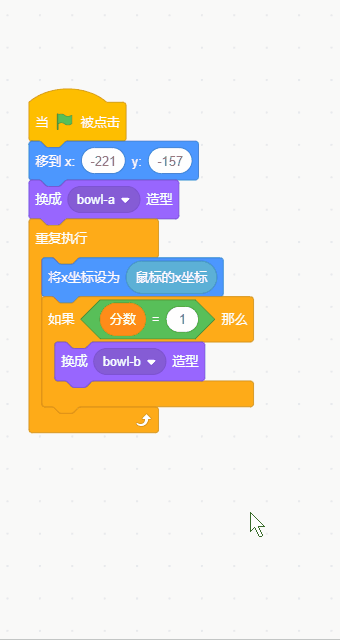 当 被点击
移到 x: -221 y: -157
换成 bowl-a 造型
重复执行
将x坐标设为 鼠标的x坐标
如果 分数 = 1 那么
换成 bowl-b 造型